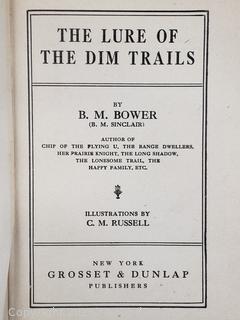 THE LURE OF
THE DIM TRAILS
BY
B. M. BOWER
(B. M. SINCLAIR)
AUTHOR OF
CHIP OF THE FLYING U, THE RANGE DWELLERS,
HER PRAIRIE KNIGHT, THE LONG SHADOW,
THE LONESOME TRAIL, THE
HAPPY FAMILY, ETC.
ILLUSTRATIONS BY
C. M. RUSSELL
NEW YORK
GROSSET & DUNLAP
PUBLISHERS